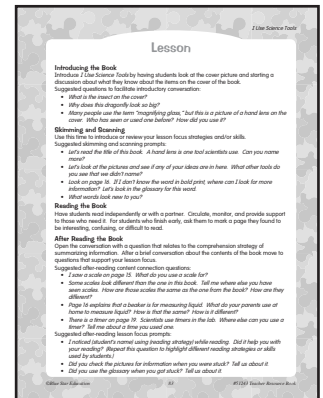 I Use Science Tools
Lesson
Introducing the Book
Introduce I Use Science Tools by having students look at the cover picture and starting a
discussion about what they know about the items on the cover of the book.
Suggested questions to facilitate introductory conversation:
• What is the insect on the cover?
• Why does this dragonfly look so big?
• Many people use the term "magnifying glass," but this is a picture of a hand lens on the
cover. Who has seen or used one before? How did you use it?
Skimming and Scanning
Use this time to introduce or review your lesson focus strategies and/or skills.
Suggested skimming and scanning prompts:
• Let's read the title of this book. A hand lens is one tool scientists use. Can you name
more?
• Let's look at the pictures and see if any of your ideas are in here. What other tools do
you see that we didn't name?
• Look on page 16. If I don't know the word in bold print, where can I look for more
information? Let's look in the glossary for this word.
• What words look new to you?
Reading the Book
Have students read independently or with a partner. Circulate, monitor, and provide support
to those who need it. For students who finish early, ask them to mark a page they found to
be interesting, confusing, or difficult to read.
After Reading the Book
Open the conversation with a question that relates to the comprehension strategy of
summarizing information. After a brief conversation about the contents of the book move to
questions that support your lesson focus.
Suggested after-reading content connection questions:
• I saw a scale on page 15. What do you use a scale for?
• Some scales look different than the one in this book. Tell me where else you have
seen scales. How are those scales the same as the one from the book? How are they
different?
• Page 16 explains that a beaker is for measuring liquid. What do your parents use at
home to measure liquid? How is that the same? How is it different?
• There is a timer on page 19. Scientists use timers in the lab. Where else can you use a
timer? Tell me about a time you used one.
Suggested after-reading lesson focus prompts:
• I noticed (student's name) using (reading strategy) while reading. Did it help you with
your reading? (Repeat this question to highlight different reading strategies or skills
used by students.)
• Did you check the pictures for information when you were stuck? Tell us about it.
• Did you use the glossary when you got stuck? Tell us about it.
©Blue Star Education
#51243 Teacher Resource Book